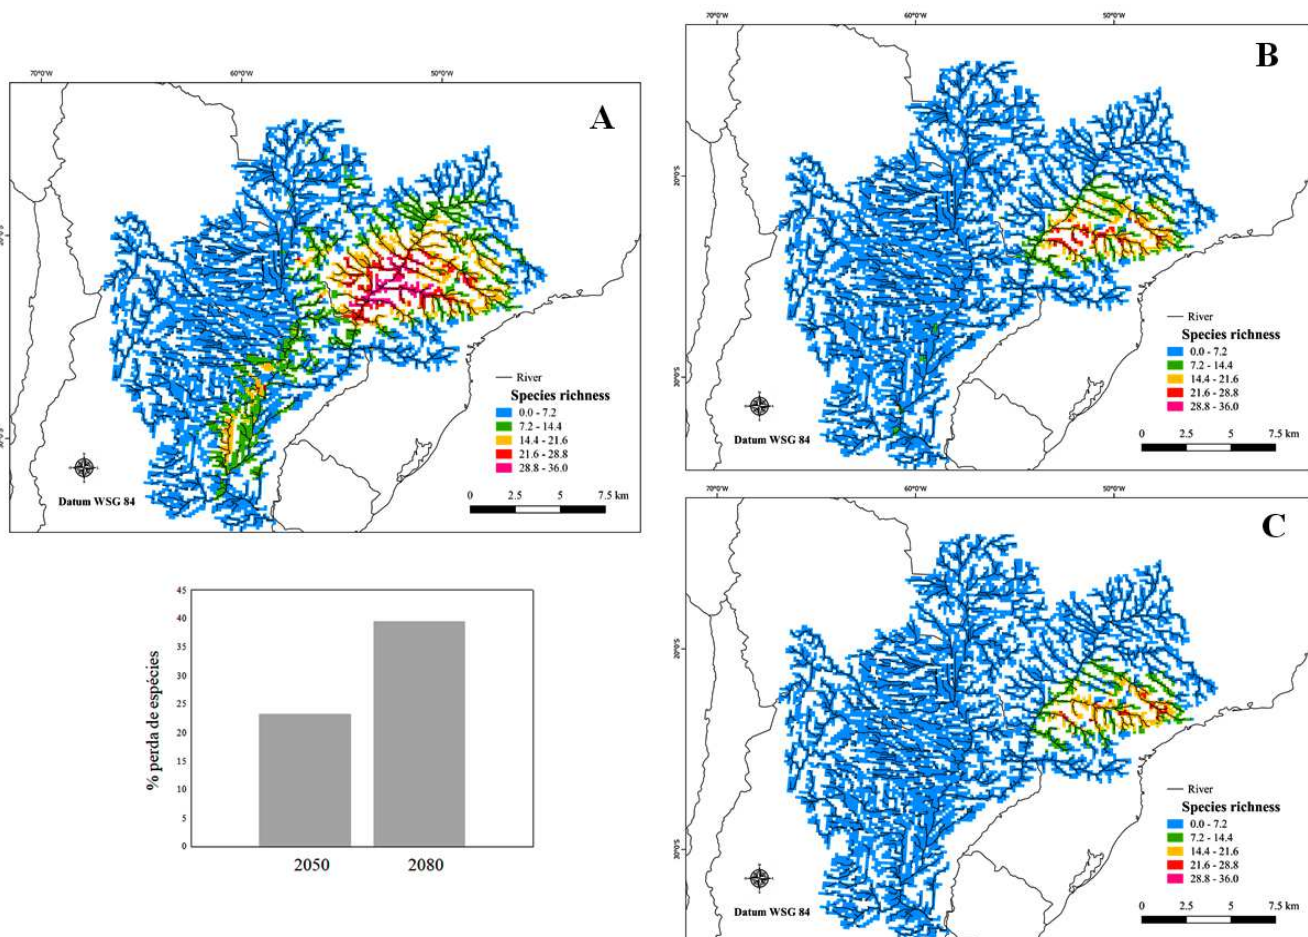 70°0'W 60°0'W 50°0'W
A
River
Species richness
0.0 - 7.2
7.2 - 14.4
14.4 - 21.6
21.6 - 28.8
28.8 - 36.0
Datum WSG 84
0 2.5 5 7.5 km
70°0'W 60°0'W 50°0'W
B
20°0'S
30°0'S
River
Species richness
0.0 - 7.2
7.2 - 14.4
14.4 - 21.6
21.6 - 28.8
28.8 - 36.0
Datum WSG 84
0 2.5 5 7.5 km
% perda de espécies
45
40
35
30
25
20
15
10
5
0
2050 2080
70°0'W 60°0'W 50°0'W
C
20°0'S
30°0'S
River
Species richness
0.0 - 7.2
7.2 - 14.4
14.4 - 21.6
21.6 - 28.8
28.8 - 36.0
Datum WSG 84
0 2.5 5 7.5 km